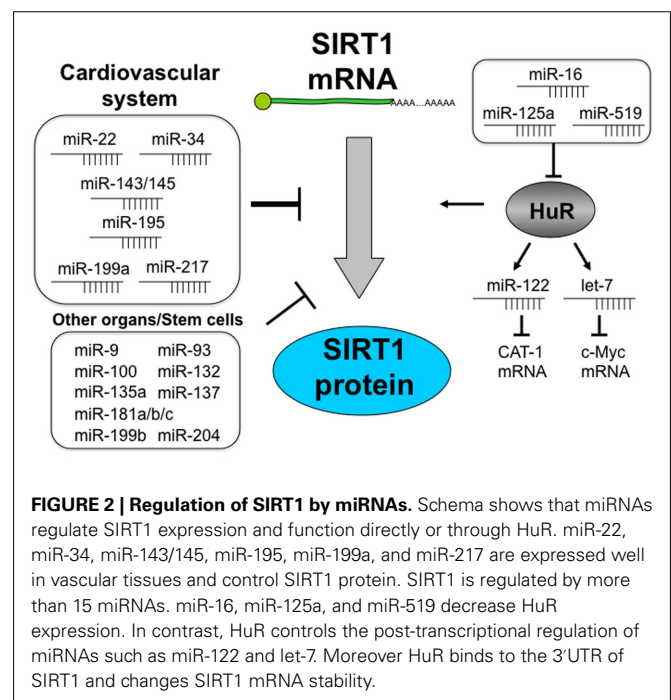 SIRT1
mRNA
AAAA...AAAAA
Cardiovascular
system
miR-22 miR-34
miR-143/145
miR-195
miR-199a miR-217
Other organs/Stem cells
miR-9 miR-93
miR-100 miR-132
miR-135a miR-137
miR-181a/b/c
miR-199b miR-204
SIRT1
protein
miR-16
miR-125a miR-519
HuR
miR-122 let-7
CAT-1 c-Myc
mRNA mRNA
FIGURE 2 | Regulation of SIRT1 by miRNAs. Schema shows that miRNAs
regulate SIRT1 expression and function directly or through HuR. miR-22,
miR-34, miR-143/145, miR-195, miR-199a, and miR-217 are expressed well
in vascular tissues and control SIRT1 protein. SIRT1 is regulated by more
than 15 miRNAs. miR-16, miR-125a, and miR-519 decrease HuR
expression. In contrast, HuR controls the post-transcriptional regulation of
miRNAs such as miR-122 and let-7. Moreover HuR binds to the 3′UTR of
SIRT1 and changes SIRT1 mRNA stability.